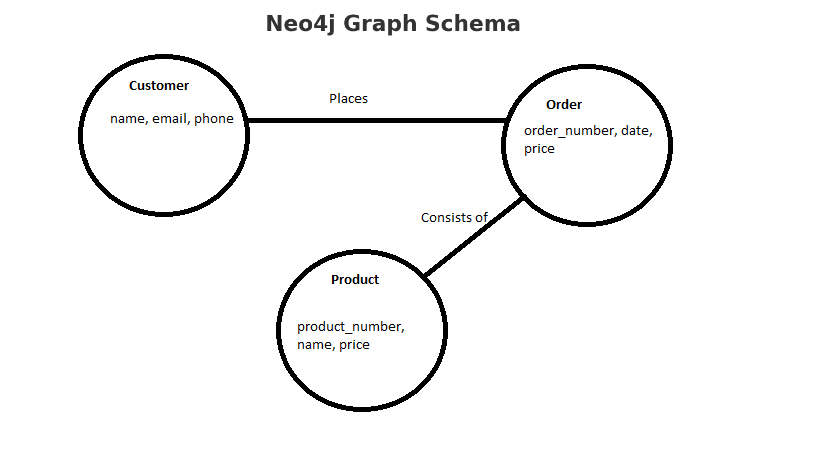 Neo4j Graph Schema
Customer
name, email, phone
Places
Order
order_number, date,
price
Consists of
Product
product_number,
name, price